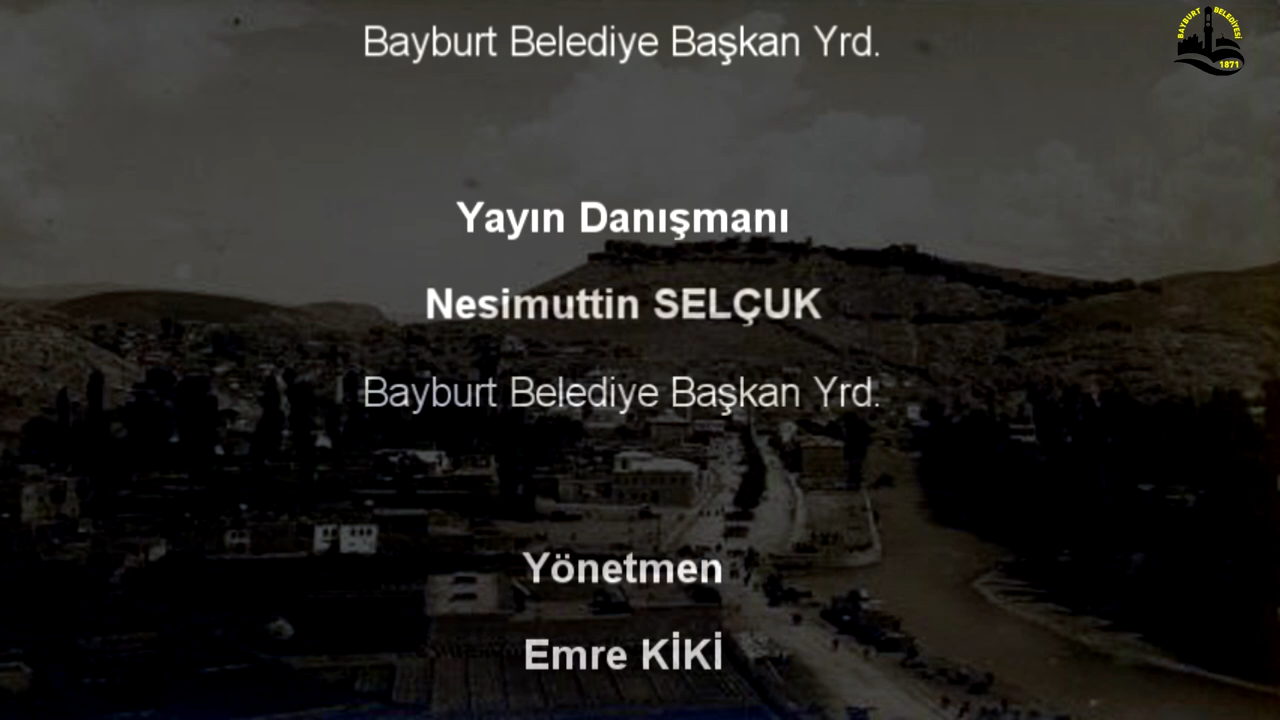 Bayburt Belediye Başkan Yrd.
BAYBURT BELEDİYESİ
1871
Yayın Danışmanı
Nesimuttin SELÇUK
Bayburt Belediye Başkan Yrd.
Yönetmen
Emre KİKİ